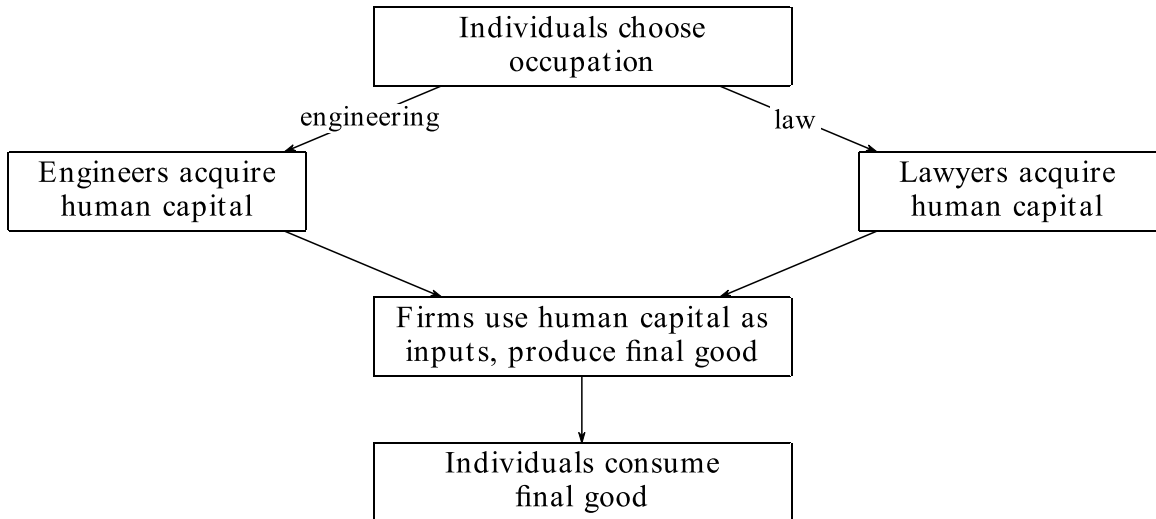 Individuals choose
occupation
engineering
law
Engineers acquire
human capital
Lawyers acquire
human capital
Firms use human capital as
inputs, produce final good
Individuals consume
final good